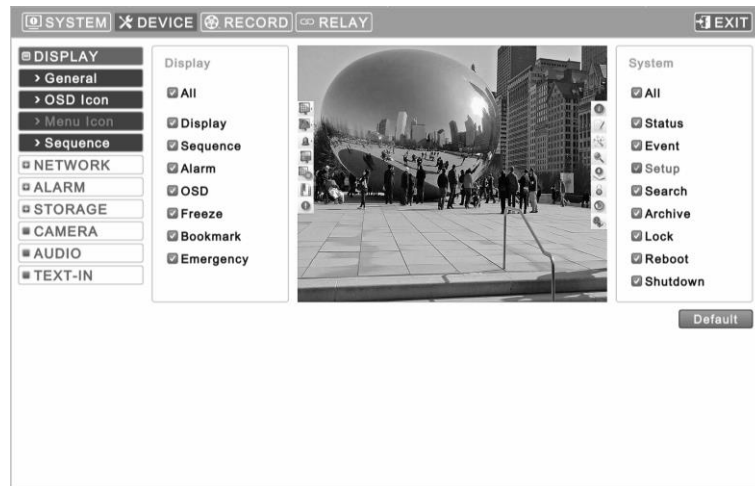 SYSTEM DEVICE RECORD RELAY EXIT
DISPLAY
General
OSD Icon
Menu Icon
Sequence
NETWORK
ALARM
STORAGE
CAMERA
AUDIO
TEXT-IN
Display
All
Display
Sequence
Alarm
OSD
Freeze
Bookmark
Emergency
System
All
Status
Event
Setup
Search
Archive
Lock
Reboot
Shutdown
Default